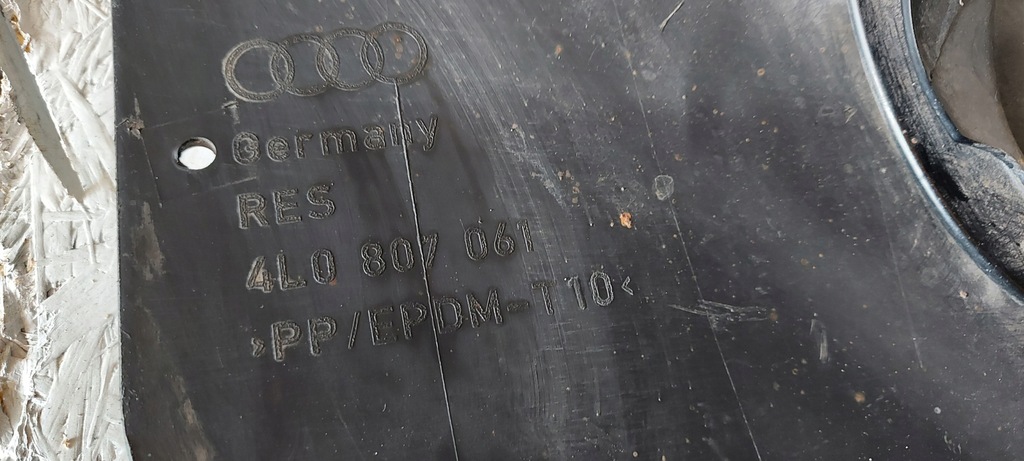 Germany
RES
4L0 807 061
>PP/EPDM-T10<